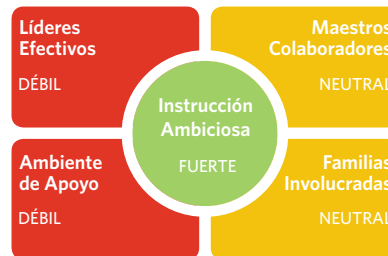 Líderes
Efectivos
DÉBIL
Maestros
Colaboradores
NEUTRAL
Instrucción
Ambiciosa
FUERTE
Ambiente
de Apoyo
DÉBIL
Familias
Involucradas
NEUTRAL